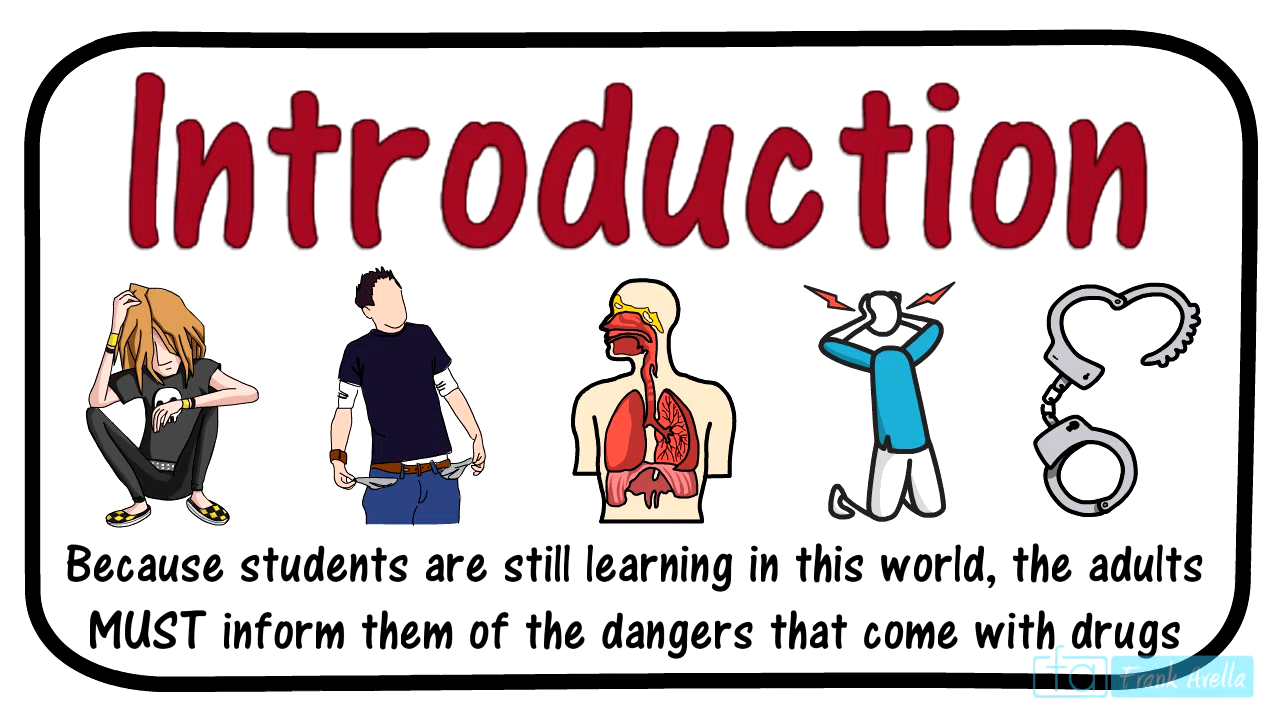 Introduction
Because students are still learning in this world, the adults
MUST inform them of the dangers that come with drugs
fa Frank Avella